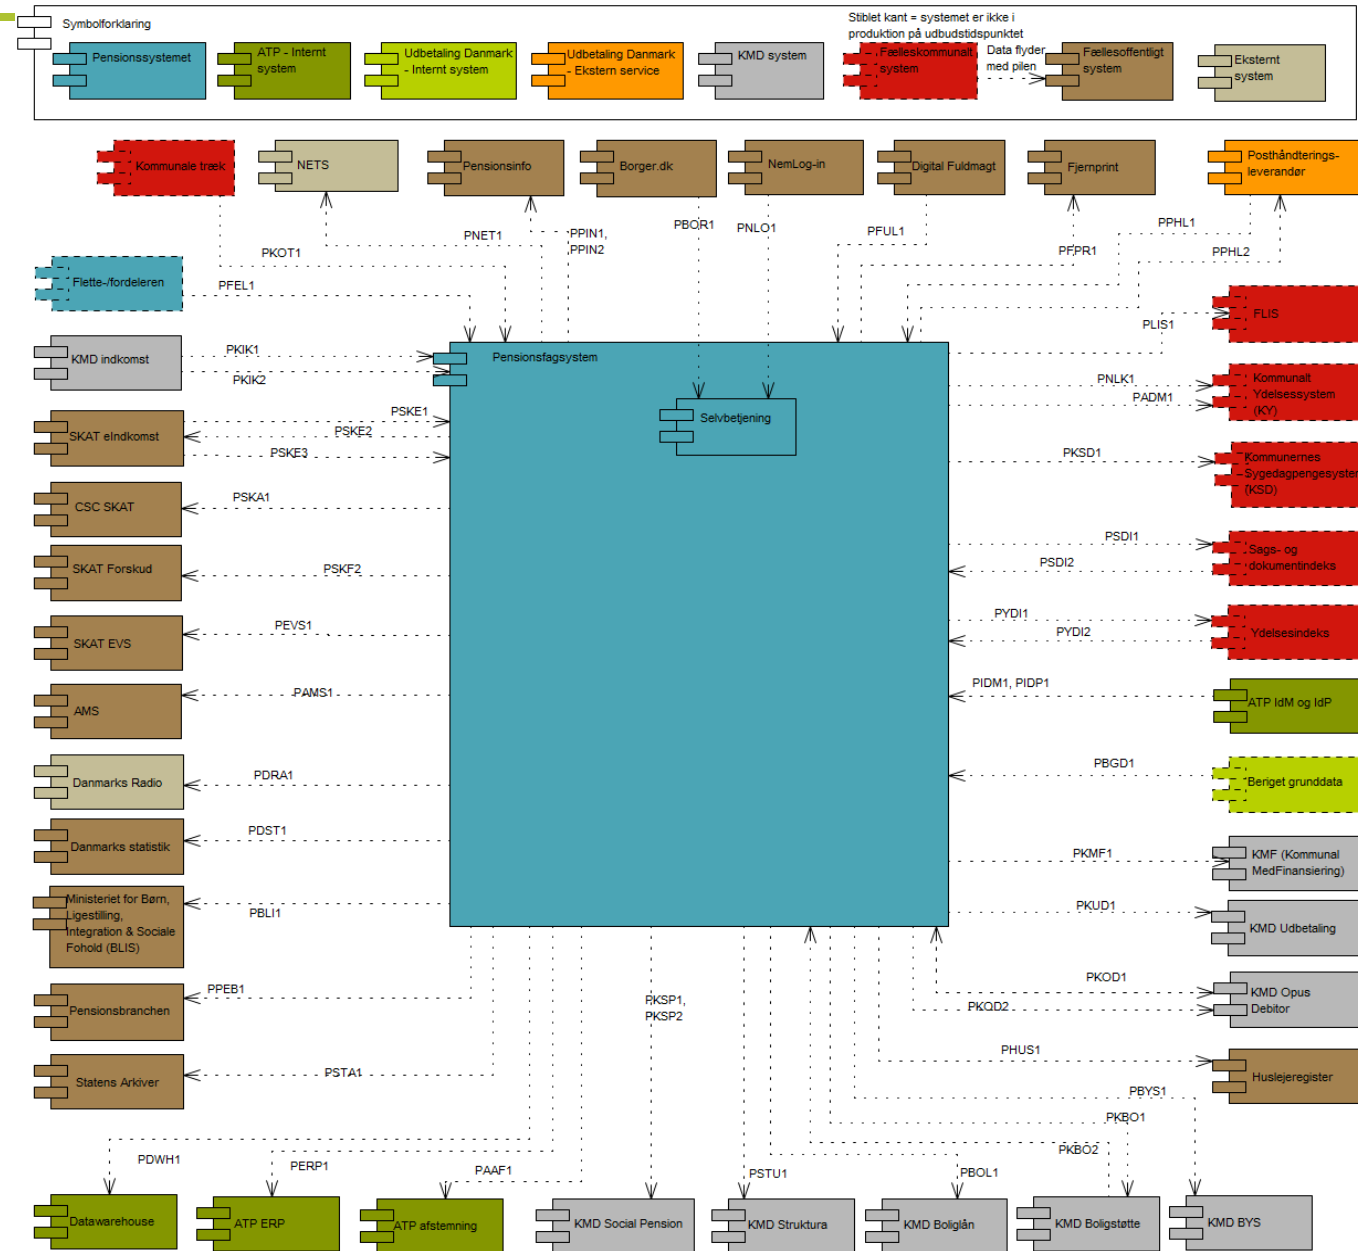 Symbolforklaring
Stiblet kant = systemet er ikke i
produktion på udbudstidspunktet
Pensionssystemet
ATP - Internt
system
Udbetaling Danmark
- Internt system
Udbetaling Danmark
- Ekstern service
KMD system
Fælleskommunalt
system
Data flyder
med pilen
Fællesoffentligt
system
Eksternt
system
Kommunale træk
NETS
Pensionsinfo
Borger.dk
NemLog-in
Digital Fuldmagt
Fjernprint
Posthåndterings-
leverandør
PKOT1
PNET1
PPIN1,
PPIN2
PBOR1
PNLO1
PFUL1
PFPR1
PPHL1
PPHL2
Flette-/fordeleren
PFEL1
PLIS1
FLIS
KMD indkomst
PKIK1
PKIK2
Pensionsfagsystem
Selvbetjening
PNLK1
PADM1
Kommunalt
Ydelsessystem
(KY)
SKAT eIndkomst
PSKE1
PSKE2
PSKE3
PKSD1
Kommunernes
Sygedagpengesystem
(KSD)
CSC SKAT
PSKA1
SKAT Forskud
PSKF2
PSDI1
PSDI2
Sags- og
dokumentindeks
SKAT EVS
PEVS1
PYDI1
PYDI2
Ydelsesindeks
AMS
PAMS1
PIDM1, PIDP1
ATP IdM og IdP
Danmarks Radio
PDRA1
PBGD1
Beriget grunddata
Danmarks statistik
PDST1
PKMF1
KMF (Kommunal
MedFinansiering)
Ministeriet for Børn,
Ligestilling,
Integration & Sociale
Fohold (BLIS)
PBLI1
PKUD1
KMD Udbetaling
Pensionsbranchen
PPEB1
PKSP1,
PKSP2
PKOD1
PKOD2
KMD Opus
Debitor
Statens Arkiver
PSTA1
PHUS1
Huslejeregister
PBYS1
PKBO1
PKBO2
PDWH1
PERP1
PAAF1
PSTU1
PBOL1
Datawarehouse
ATP ERP
ATP afstemning
KMD Social Pension
KMD Struktura
KMD Boliglån
KMD Boligstøtte
KMD BYS